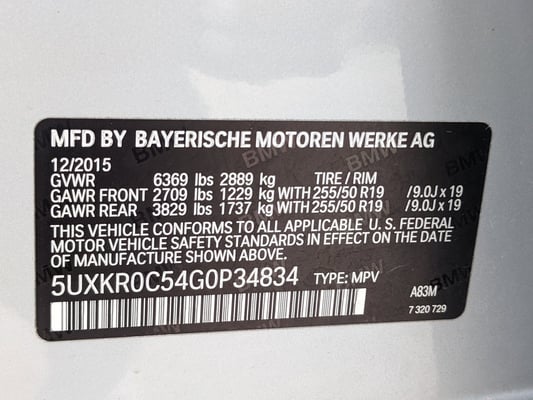 MFD BY BAYERISCHE MOTOREN WERKE AG
12/2015
GVWR 6369 lbs 2889 kg TIRE / RIM
GAWR FRONT 2709 lbs 1229 kg WITH 255/50 R19 /9.0J x 19
GAWR REAR 3829 lbs 1737 kg WITH 255/50 R19 /9.0J x 19
THIS VEHICLE CONFORMS TO ALL APPLICABLE U. S. FEDERAL
MOTOR VEHICLE SAFETY STANDARDS IN EFFECT ON THE DATE
OF MANUFACTURE SHOWN ABOVE.
5UXKR0C54G0P34834 TYPE: MPV
A83M
7 320 729